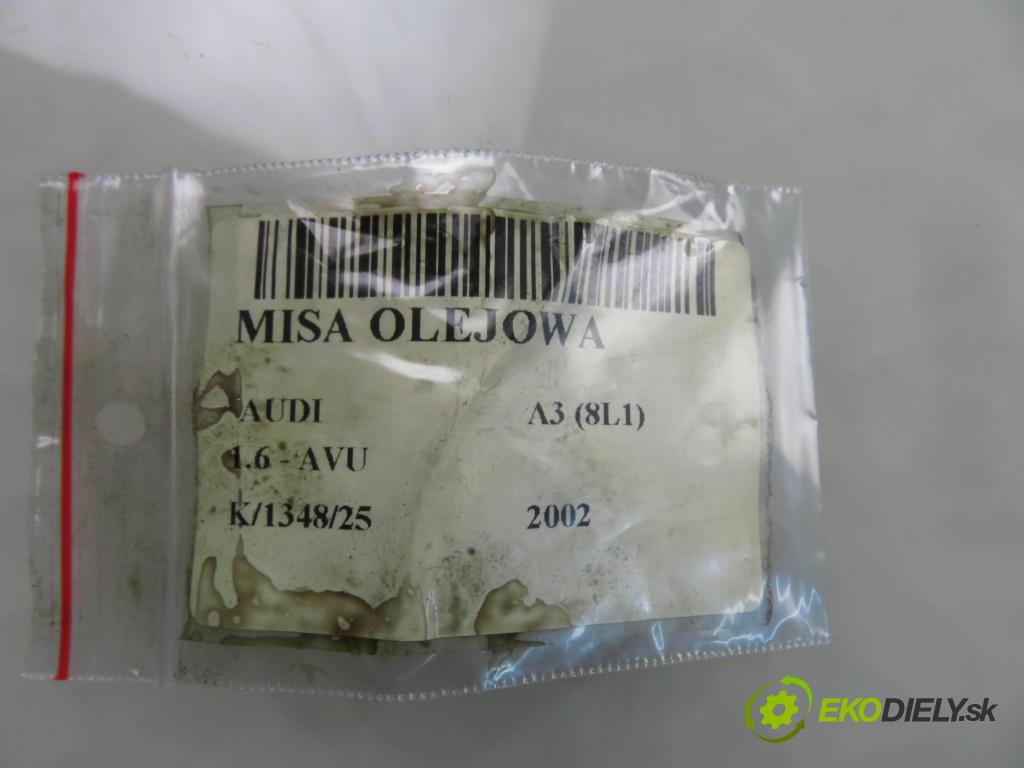 MISA OLEJOWA
AUDI A3 (8L1)
1.6 - AVU
K/1348/25 2002
EKODIELY.sk